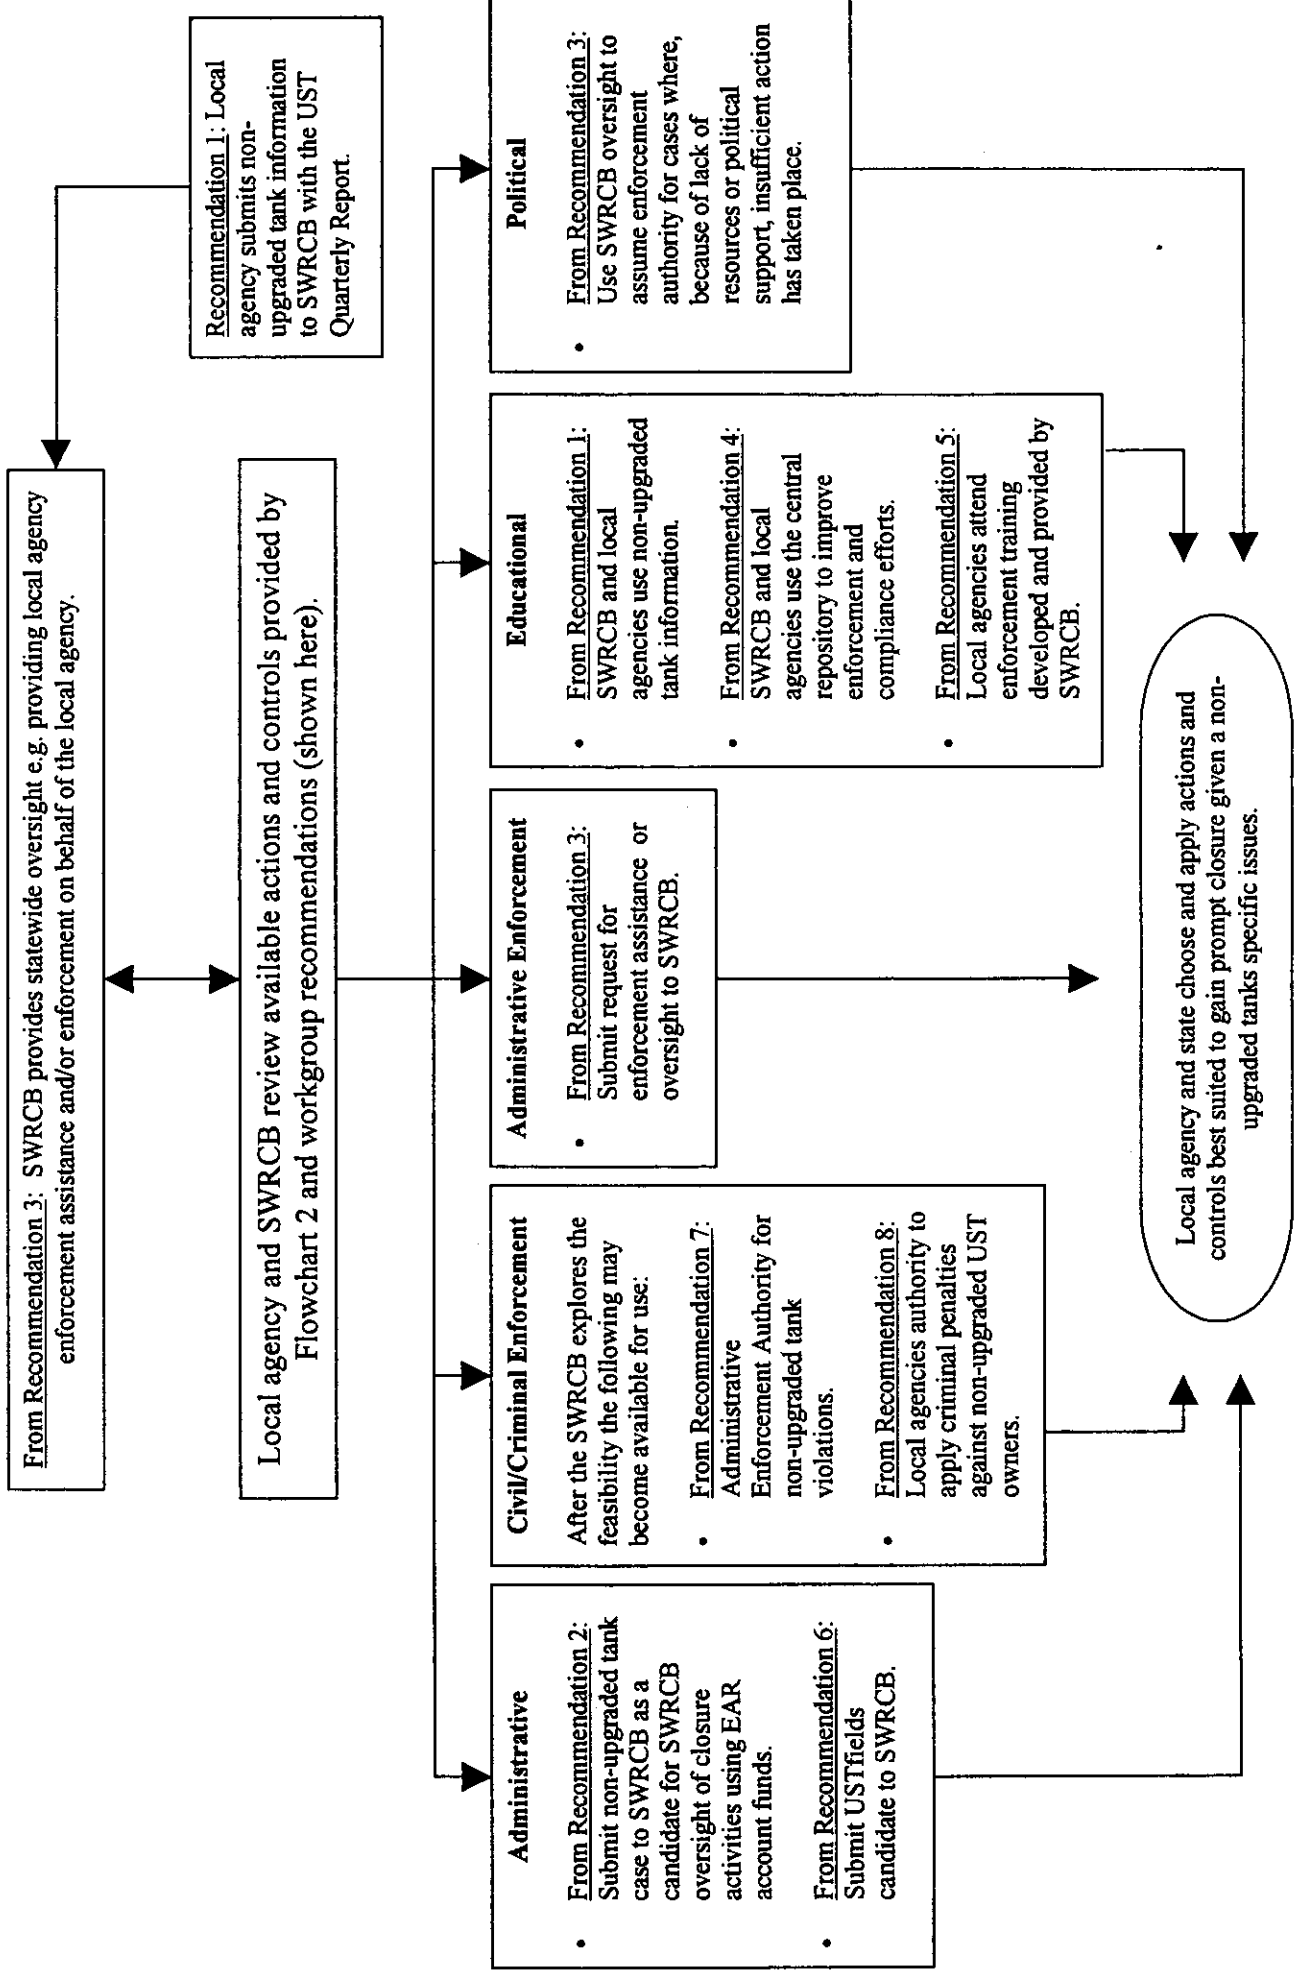 From Recommendation 3:  SWRCB provides statewide oversight e.g. providing local agency
enforcement assistance and/or enforcement on behalf of the local agency.
Recommendation 1: Local
agency submits non-
upgraded tank information
to SWRCB with the UST
Quarterly Report.
Local agency and SWRCB review available actions and controls provided by
Flowchart 2 and workgroup recommendations (shown here).
Administrative
• From Recommendation 2:
Submit non-upgraded tank
case to SWRCB as a
candidate for SWRCB
oversight of closure
activities using EAR
account funds.
• From Recommendation 6:
Submit USTfields
candidate to SWRCB.
Civil/Criminal Enforcement
After the SWRCB explores the
feasibility the following may
become available for use:
• From Recommendation 7:
Administrative
Enforcement Authority for
non-upgraded tank
violations.
• From Recommendation 8:
Local agencies authority to
apply criminal penalties
against non-upgraded UST
owners.
Administrative Enforcement
• From Recommendation 3:
Submit request for
enforcement assistance or
oversight to SWRCB.
Educational
• From Recommendation 1:
SWRCB and local
agencies use non-upgraded
tank information.
• From Recommendation 4:
SWRCB and local
agencies use the central
repository to improve
enforcement and
compliance efforts.
• From Recommendation 5:
Local agencies attend
enforcement training
developed and provided by
SWRCB.
Political
• From Recommendation 3:
Use SWRCB oversight to
assume enforcement
authority for cases where,
because of lack of
resources or political
support, insufficient action
has taken place.
Local agency and state choose and apply actions and
controls best suited to gain prompt closure given a non-
upgraded tanks specific issues.